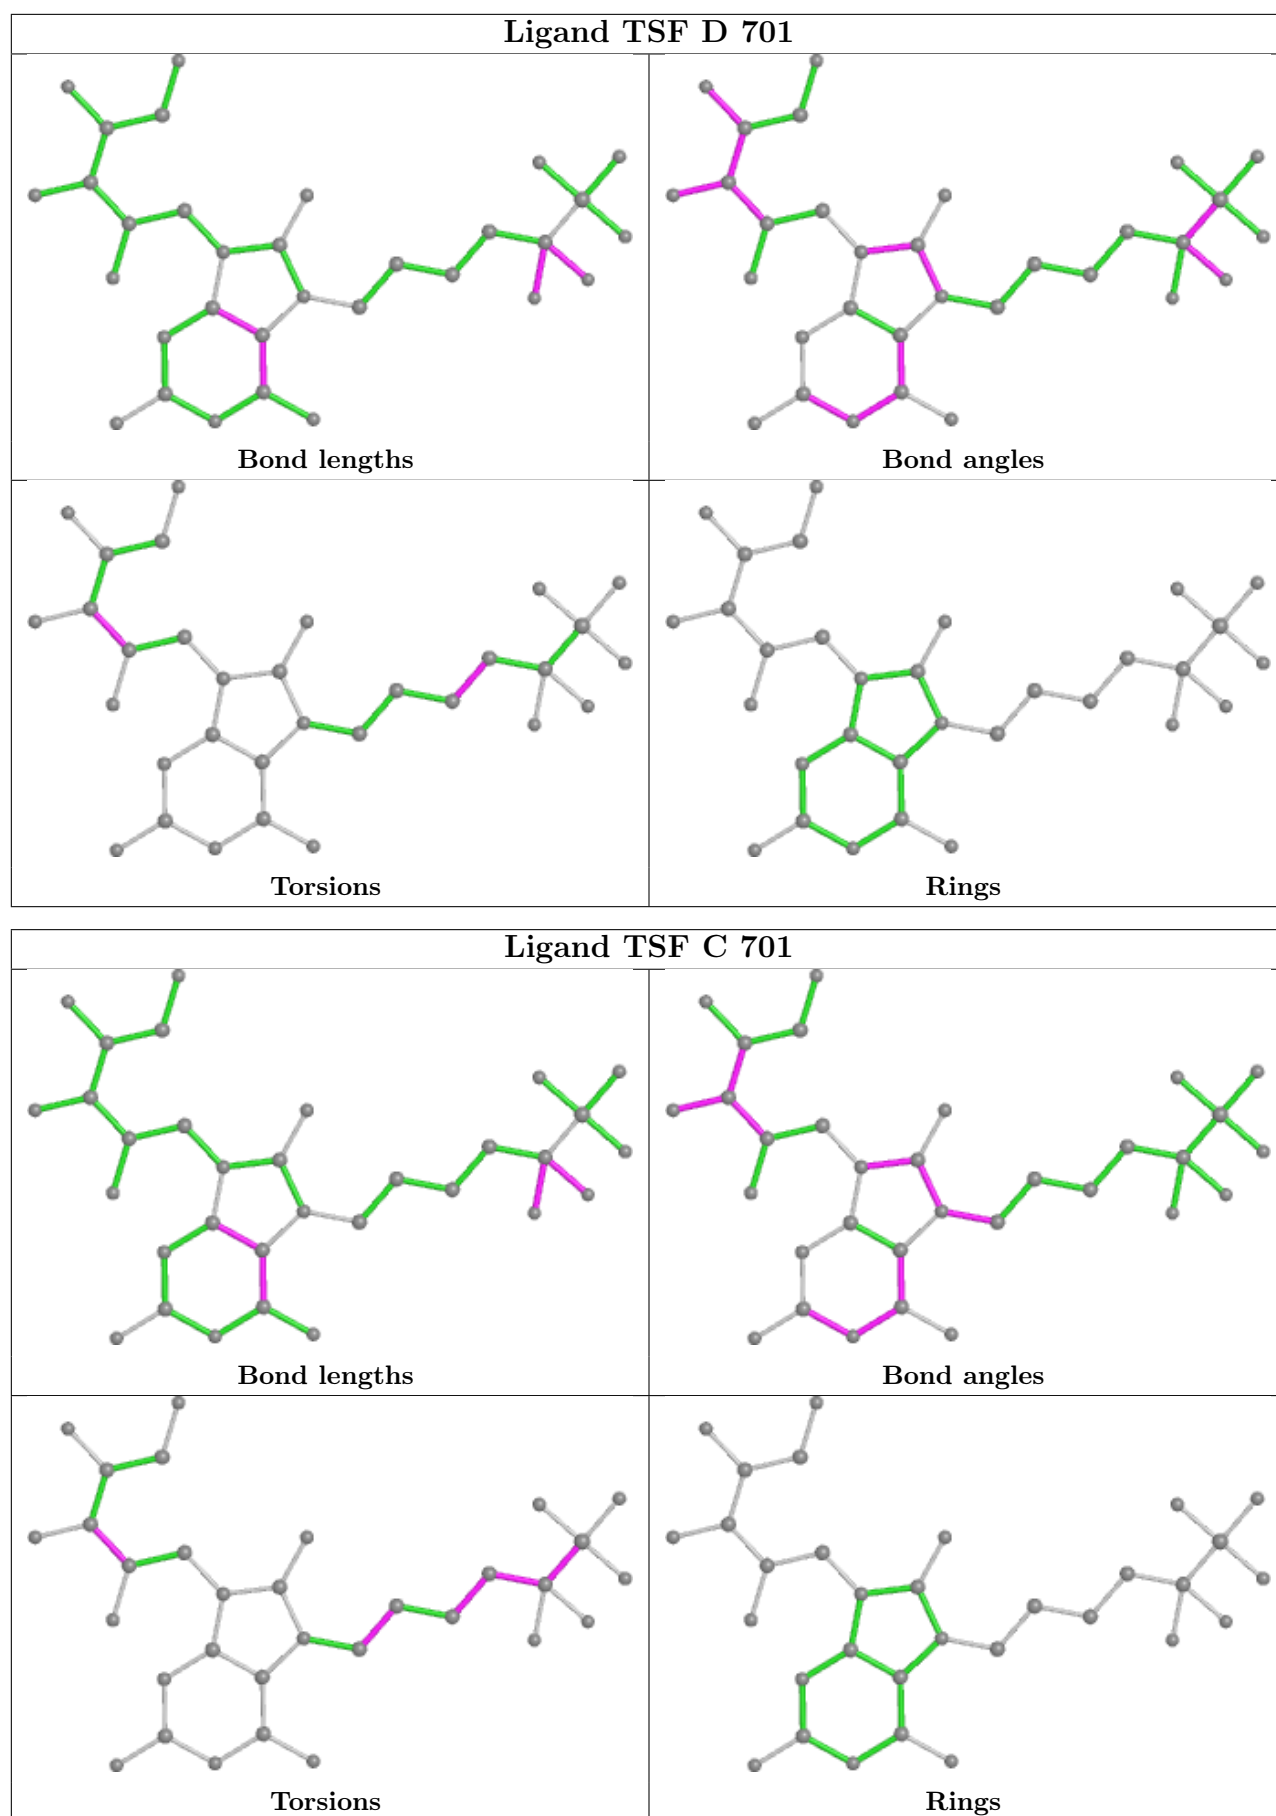 Ligand TSF D 701
Bond lengths
Bond angles
Torsions
Rings
Ligand TSF C 701
Bond lengths
Bond angles
Torsions
Rings